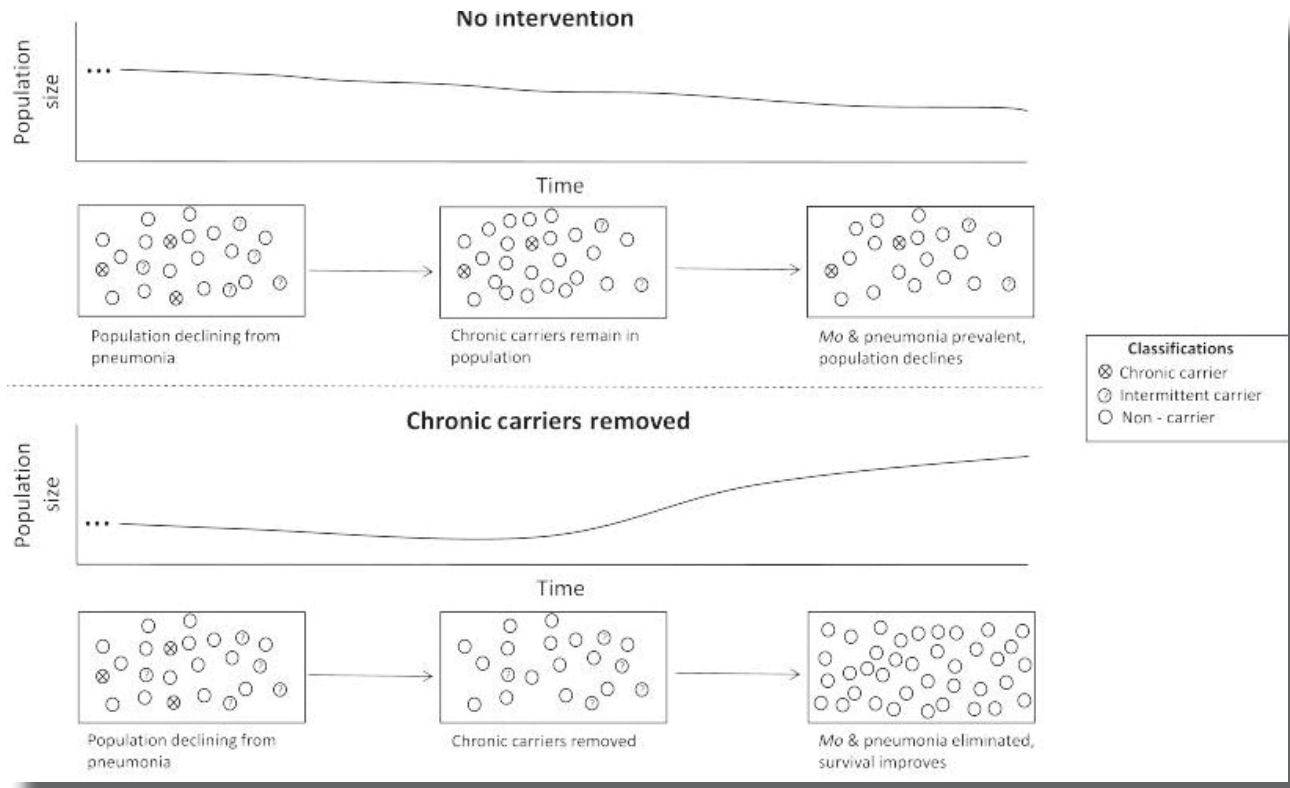 No intervention
Population
size
Time
Population declining from
pneumonia
Chronic carriers remain in
population
Mo & pneumonia prevalent,
population declines
Classifications
Chronic carrier
Intermittent carrier
Non - carrier
Chronic carriers removed
Population
size
Time
Population declining from
pneumonia
Chronic carriers removed
Mo & pneumonia eliminated,
survival improves